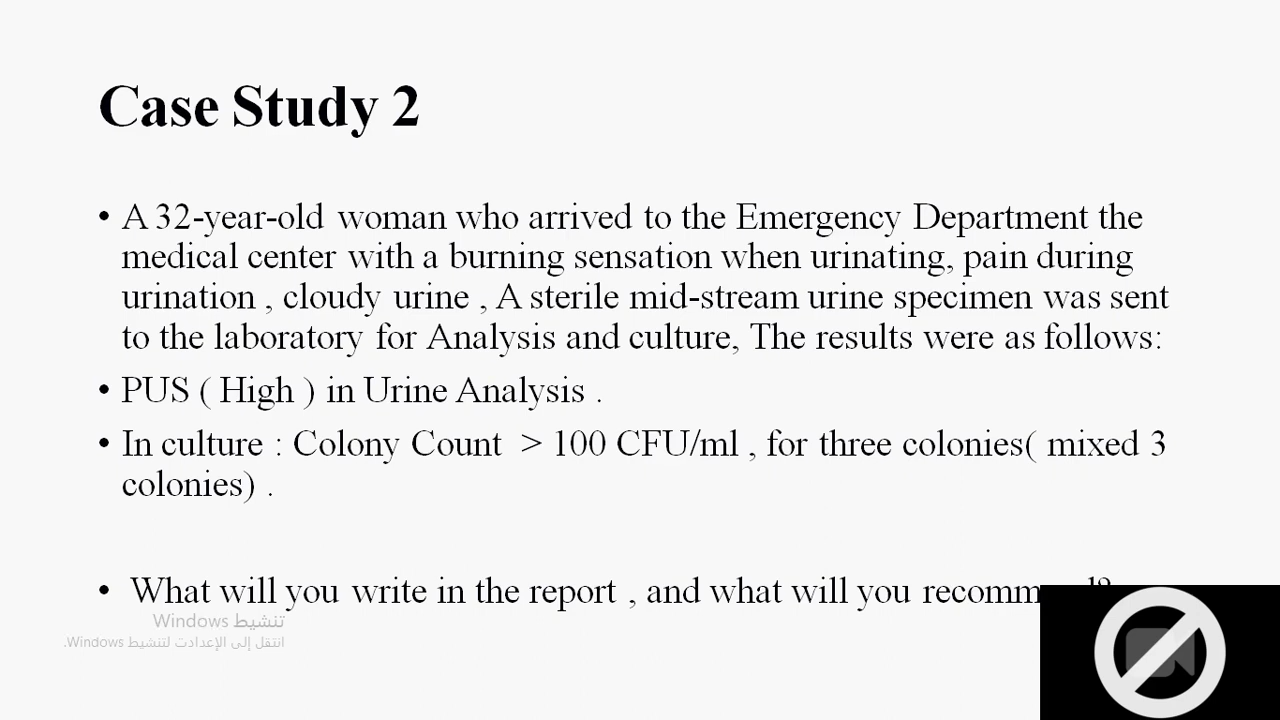 Case Study 2
• A 32-year-old woman who arrived to the Emergency Department the
medical center with a burning sensation when urinating, pain during
urination , cloudy urine , A sterile mid-stream urine specimen was sent
to the laboratory for Analysis and culture, The results were as follows:
• PUS ( High ) in Urine Analysis .
• In culture : Colony Count > 100 CFU/ml , for three colonies( mixed 3
colonies) .
• What will you write in the report , and what will you
تنشيط Windows
انتقل إلى الإعدادت لتنشيط Windows.